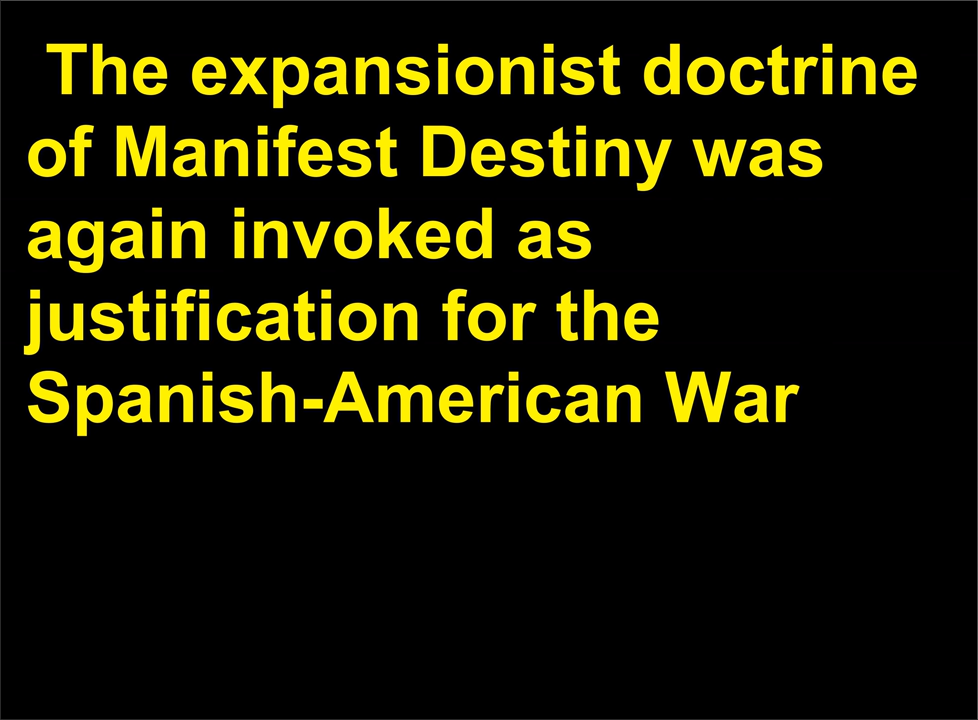 The expansionist doctrine
of Manifest Destiny was
again invoked as
justification for the
Spanish-American War